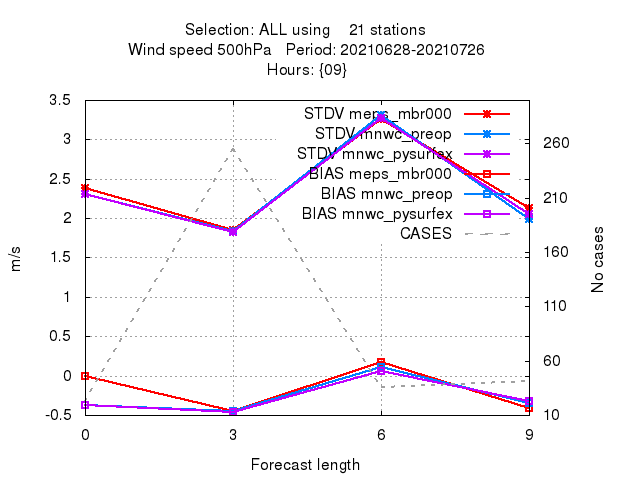 Selection: ALL using    21 stations
Wind speed 500hPa   Period: 20210628-20210726
Hours: {09}
3.5
3
2.5
2
1.5
1
0.5
0
-0.5
m/s
STDV meps_mbr000
STDV mnwc_preop
STDV mnwc_pysurfex
BIAS meps_mbr000
BIAS mnwc_preop
BIAS mnwc_pysurfex
CASES
260
210
160
110
60
10
No cases
0 3 6 9
Forecast length